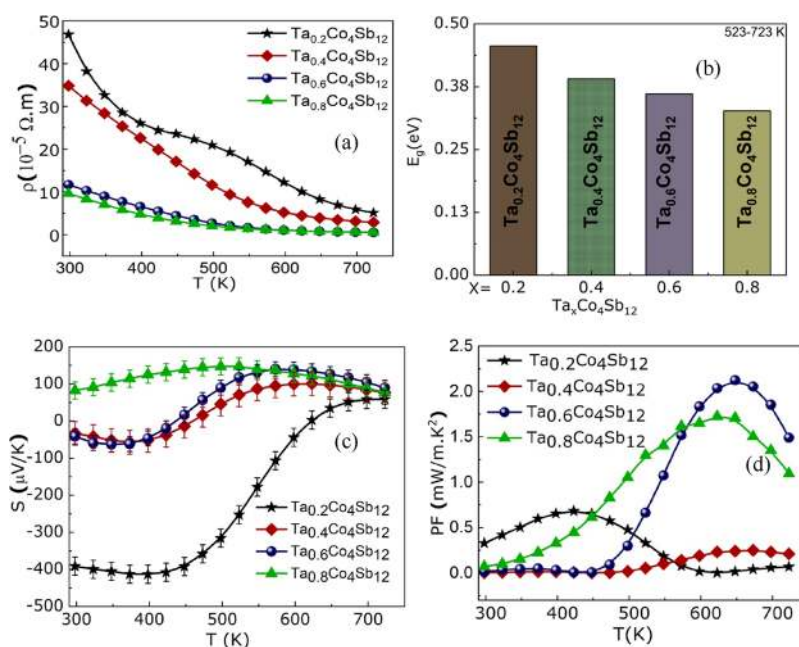 50
40
30
20
10
0
ρ(10⁻⁵ Ω.m)
Ta₀.₂Co₄Sb₁₂
Ta₀.₄Co₄Sb₁₂
Ta₀.₆Co₄Sb₁₂
Ta₀.₈Co₄Sb₁₂
(a)
300 400 500 600 700
T (K)
0.50
0.38
0.25
0.13
0.00
E_g(eV)
523-723 K
(b)
Ta₀.₂Co₄Sb₁₂
Ta₀.₄Co₄Sb₁₂
Ta₀.₆Co₄Sb₁₂
Ta₀.₈Co₄Sb₁₂
X= 0.2 0.4 0.6 0.8
TaₓCo₄Sb₁₂
200
100
0
-100
-200
-300
-400
-500
S (μV/K)
(c)
Ta₀.₂Co₄Sb₁₂
Ta₀.₄Co₄Sb₁₂
Ta₀.₆Co₄Sb₁₂
Ta₀.₈Co₄Sb₁₂
300 400 500 600 700
T (K)
2.5
2.0
1.5
1.0
0.5
0.0
PF (mW/m.K²)
Ta₀.₂Co₄Sb₁₂
Ta₀.₄Co₄Sb₁₂
Ta₀.₆Co₄Sb₁₂
Ta₀.₈Co₄Sb₁₂
(d)
300 400 500 600 700
T(K)